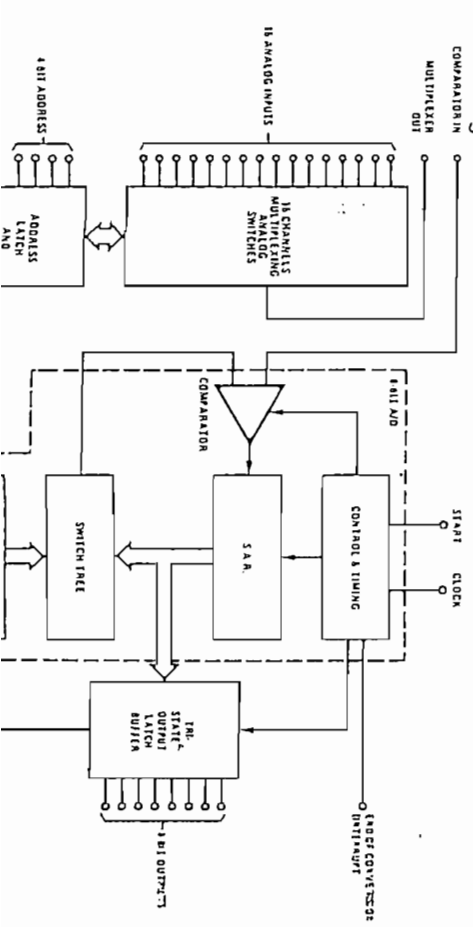 COMPARATOR IN
MULTIPLEXER
OUT
16 ANALOG INPUTS
4 BIT ADDRESS
16 CHANNELS
MULTIPLEXING
ANALOG
SWITCHES
ADDRESS
LATCH
AND
START
CLOCK
8-BIT A/D
COMPARATOR
CONTROL & TIMING
S.A.R.
SWITCH TREE
END OF CONVERSION
TRI-
STATE
OUTPUT
LATCH
BUFFER
8 BIT OUTPUTS